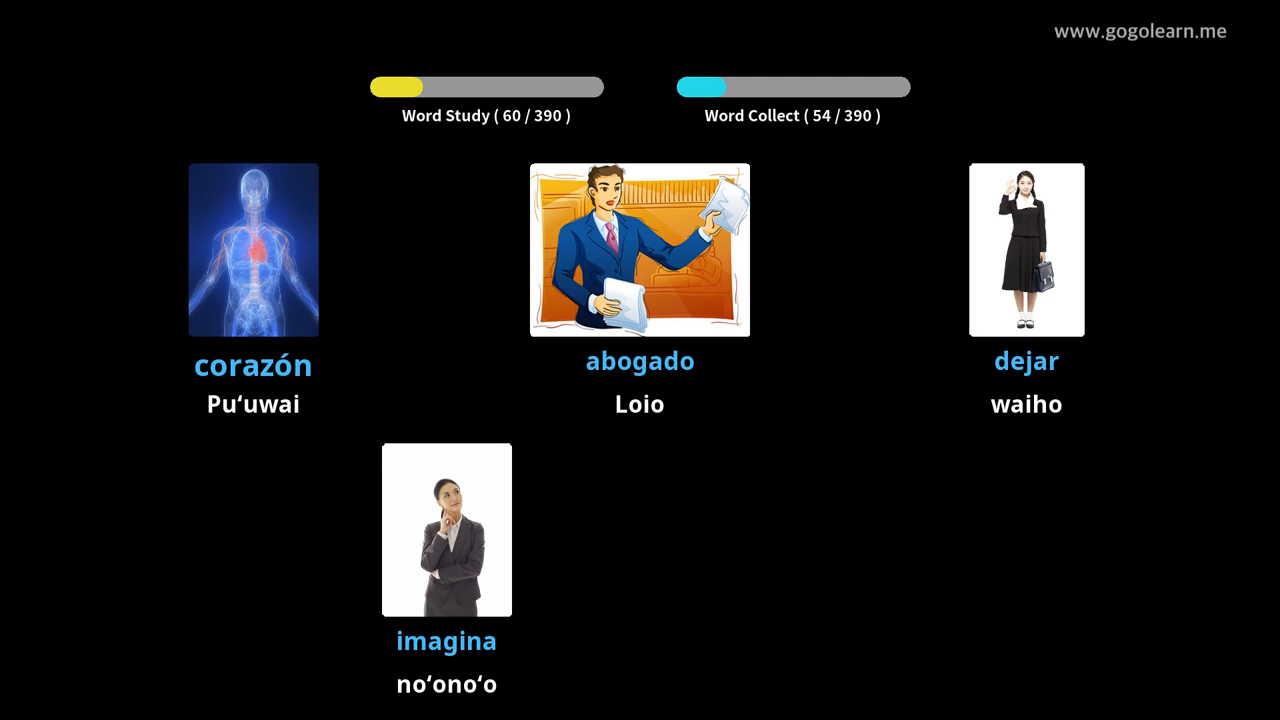 www.gogolearn.me
Word Study ( 60 / 390 )
Word Collect ( 54 / 390 )
corazón
Puʻuwai
abogado
Loio
dejar
waiho
imagina
noʻonoʻo